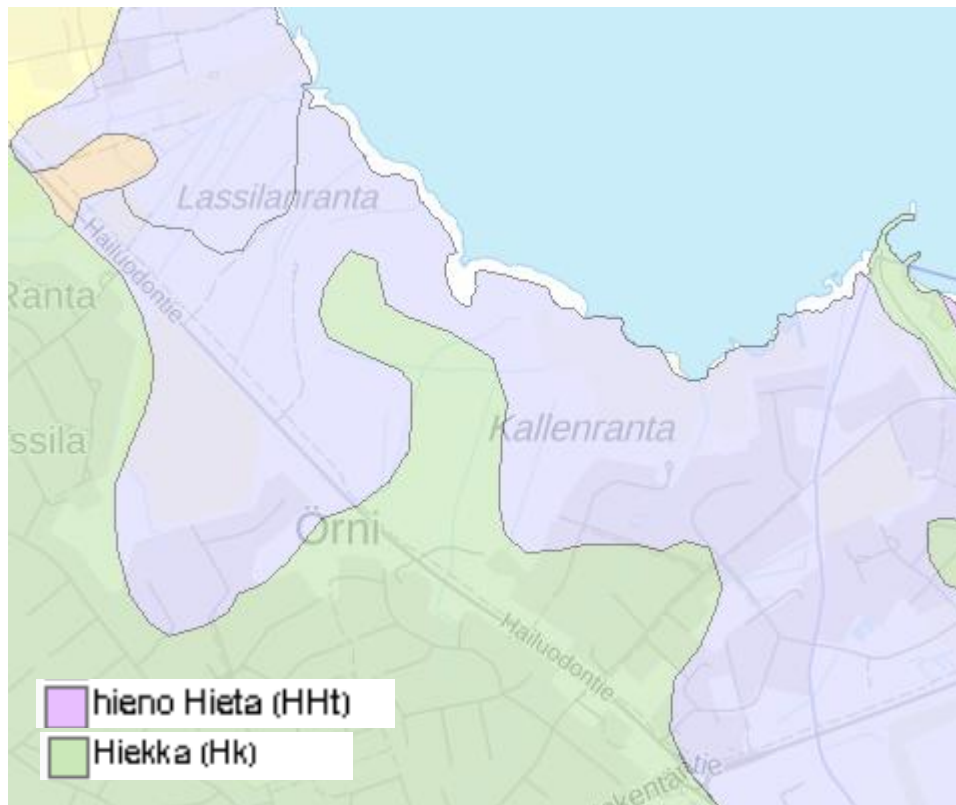 Lassilanranta
Hailuodontie
Ranta
ssila
Kallenranta
Örni
Hailuodontie
hieno Hieta (HHt)
Hiekka (Hk)